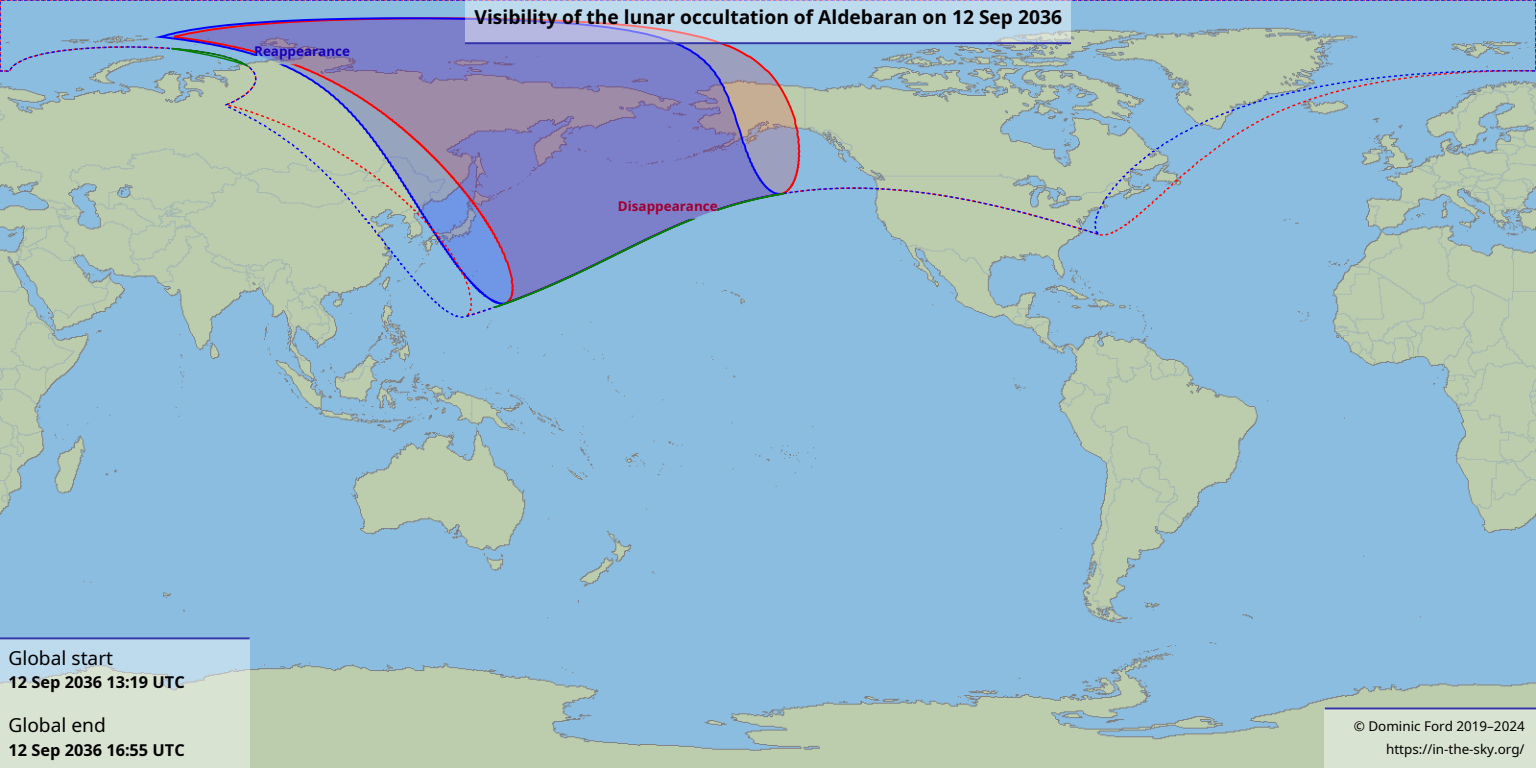 Visibility of the lunar occultation of Aldebaran on 12 Sep 2036
Reappearance
Disappearance
Global start
12 Sep 2036 13:19 UTC
Global end
12 Sep 2036 16:55 UTC
© Dominic Ford 2019–2024
https://in-the-sky.org/